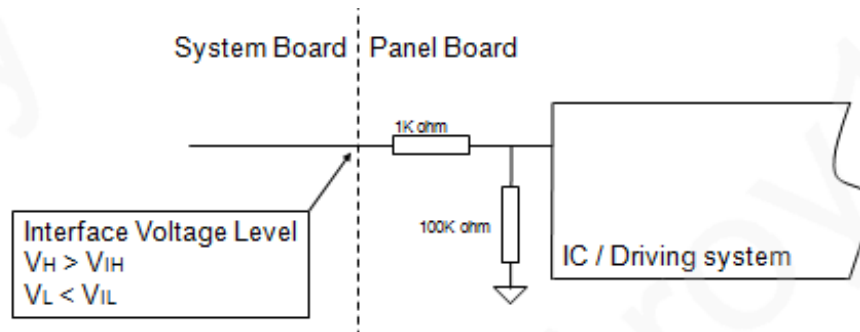 System Board
Panel Board
1K ohm
100K ohm
Interface Voltage Level
VH > VIH
VL < VIL
IC / Driving system